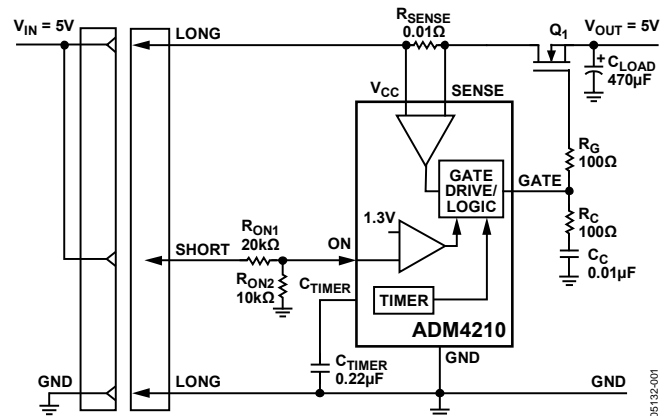 VIN = 5V
LONG
RSENSE
0.01Ω
Q1
VOUT = 5V
+
CLOAD
470µF
VCC
SENSE
RG
100Ω
GATE
DRIVE/
LOGIC
GATE
RC
100Ω
1.3V
RON1
20kΩ
SHORT
ON
CC
0.01µF
RON2
10kΩ
CTIMER
TIMER
ADM4210
CTIMER
0.22µF
GND
GND
LONG
GND
05132-001